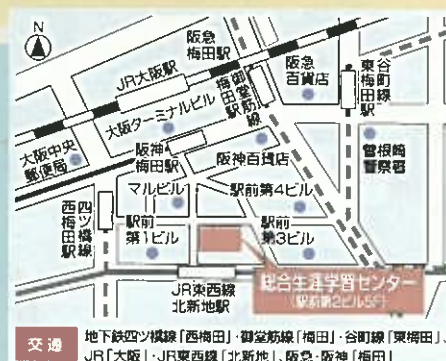 N
阪急
梅田駅
JR大阪駅
御堂筋線
梅田駅
阪急
百貨店
谷町線
東梅田駅
大阪ターミナルビル
大阪中央
郵便局
阪神
梅田駅
阪神百貨店
曽根崎
警察署
四ツ橋線
西梅田駅
マルビル
駅前第4ビル
駅前
第1ビル
駅前
第3ビル
総合生涯学習センター
(駅前第2ビル5F)
JR東西線
北新地駅
交通
地下鉄四ツ橋線「西梅田」・御堂筋線「梅田」・谷町線「東梅田」、
JR「大阪」・JR東西線「北新地」、阪急・阪神「梅田」